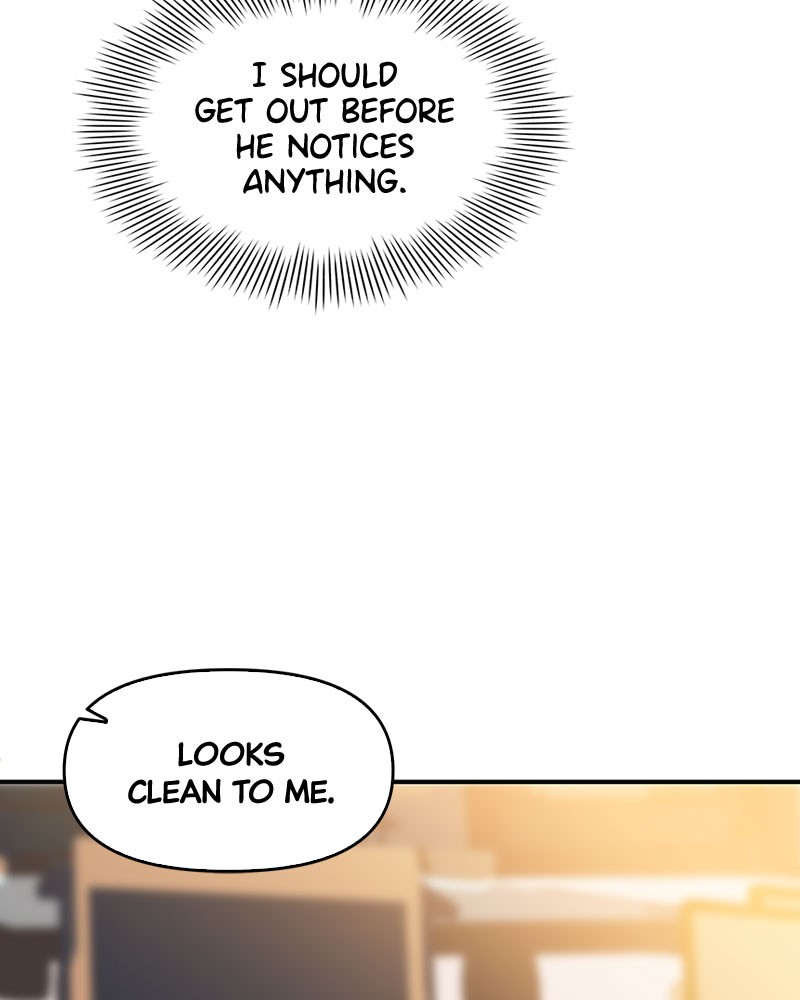 I SHOULD
GET OUT BEFORE
HE NOTICES
ANYTHING.
LOOKS
CLEAN TO ME.